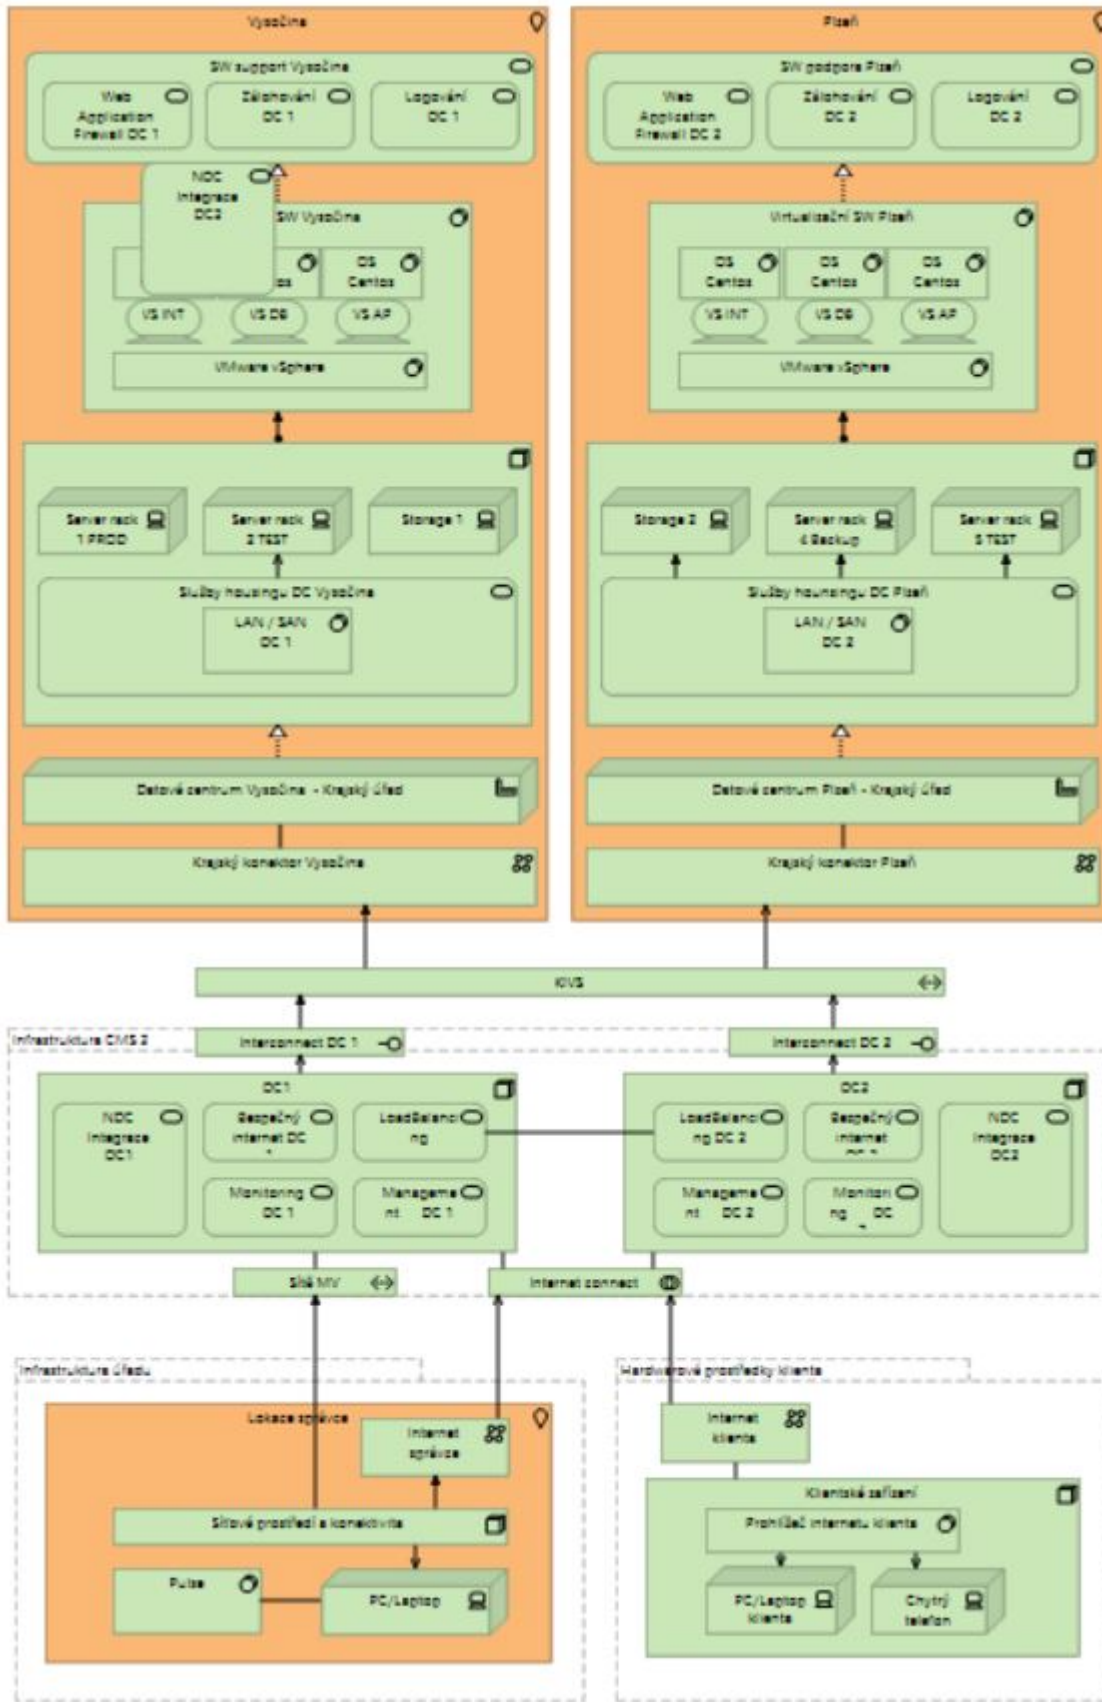 Vysočina
SW support Vysočina
Web
Application
Firewall DC 1
Zálohování
DC 1
Logování
DC 1
NDC
Integrace
DC2
SW Vysočina
OS
Centos
VS INT
VS DB
VS AP
VMware vSphere
Server rack
1 PROD
Server rack
2 TEST
Storage 1
Služby housingu DC Vysočina
LAN / SAN
DC 1
Datové centrum Vysočina - Krajský úřad
Krajský konektor Vysočina
Plzeň
SW podpora Plzeň
Web
Application
Firewall DC 2
Zálohování
DC 2
Logování
DC 2
Virtualizační SW Plzeň
OS
Centos
OS
Centos
OS
Centos
VS INT
VS DB
VS AP
VMware vSphere
Storage 2
Server rack
4 Backup
Server rack
5 TEST
Služby hounsingu DC Plzeň
LAN / SAN
DC 2
Datové centrum Plzeň - Krajský úřad
Krajský konektor Plzeň
KIVS
Infrastruktura CMS 2
Interconnect DC 1
Interconnect DC 2
DC1
NDC
Integrace
DC1
Bezpečný
internet DC
LoadBalanci
ng
Monitoring
DC 1
Manageme
nt DC 1
DC2
LoadBalanci
ng DC 2
Bezpečný
internet
NDC
Integrace
DC2
Manageme
nt DC 2
Monitori
ng DC
Sítě MV
Internet connect
Infrastruktura úřadu
Lokace správce
Internet
správce
Síťové prostředí a konektivita
Pulse
PC/Laptop
Hardwarové prostředky klienta
Internet
klienta
Klientské zařízení
Prohlížeč internetu klienta
PC/Laptop
klienta
Chytrý
telefon